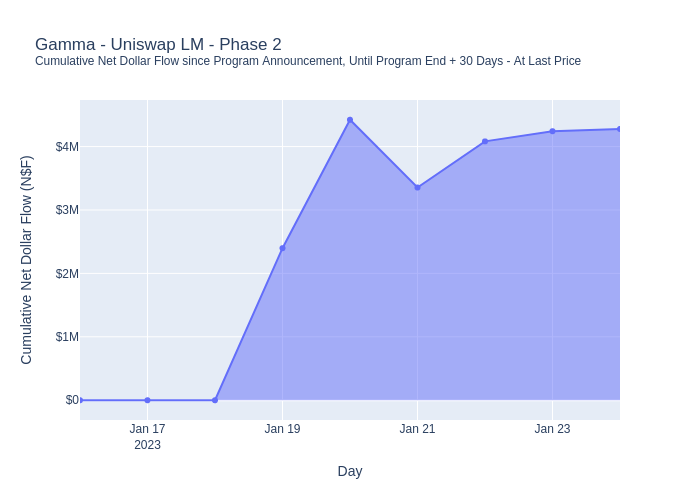 Gamma - Uniswap LM - Phase 2
Cumulative Net Dollar Flow since Program Announcement, Until Program End + 30 Days - At Last Price
Cumulative Net Dollar Flow (N$F)
$4M
$3M
$2M
$1M
$0
Jan 17
2023
Jan 19
Jan 21
Jan 23
Day